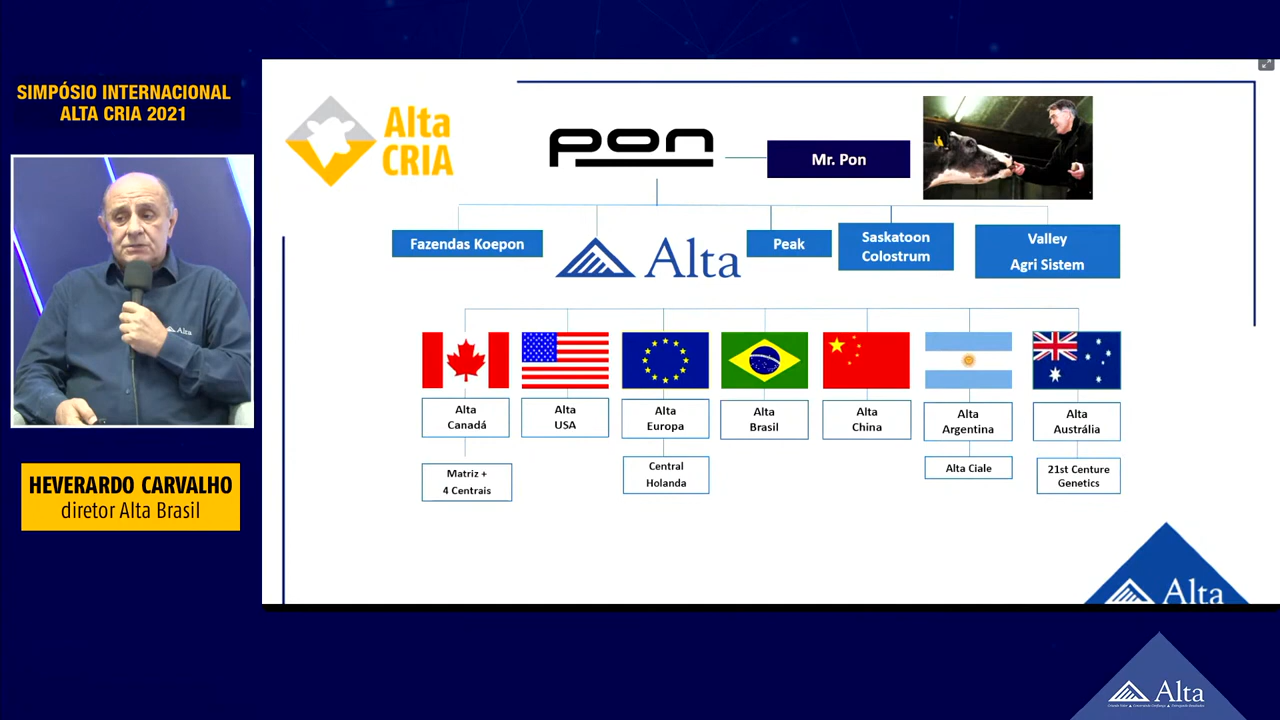 SIMPÓSIO INTERNACIONAL
ALTA CRIA 2021
HEVERARDO CARVALHO
diretor Alta Brasil
Alta
CRIA
pon
Mr. Pon
Fazendas Koepon
Alta
Peak
Saskatoon
Colostrum
Valley
Agri Sistem
Alta
Canadá
Alta
USA
Alta
Europa
Alta
Brasil
Alta
China
Alta
Argentina
Alta
Austrália
Matriz +
4 Centrais
Central
Holanda
Alta Ciale
21st Centure
Genetics
Alta
Alta
Alta